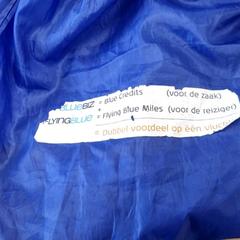 BLUEBIZ = Blue Credits (voor de zaak)
+
FLYINGBLUE = Flying Blue Miles (voor de reiziger)
= Dubbel voordeel op één vlucht